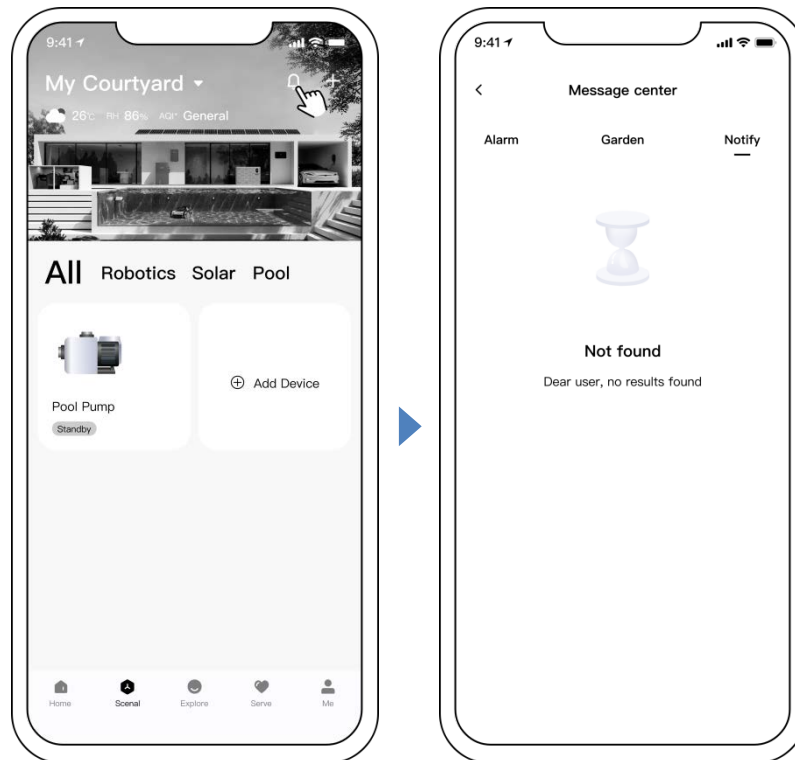 9:41
My Courtyard
26℃ RH 86% AQI* General
All Robotics Solar Pool
Pool Pump
Standby
Add Device
Home Scenal Explore Serve Me
9:41
Message center
Alarm Garden Notify
Not found
Dear user, no results found